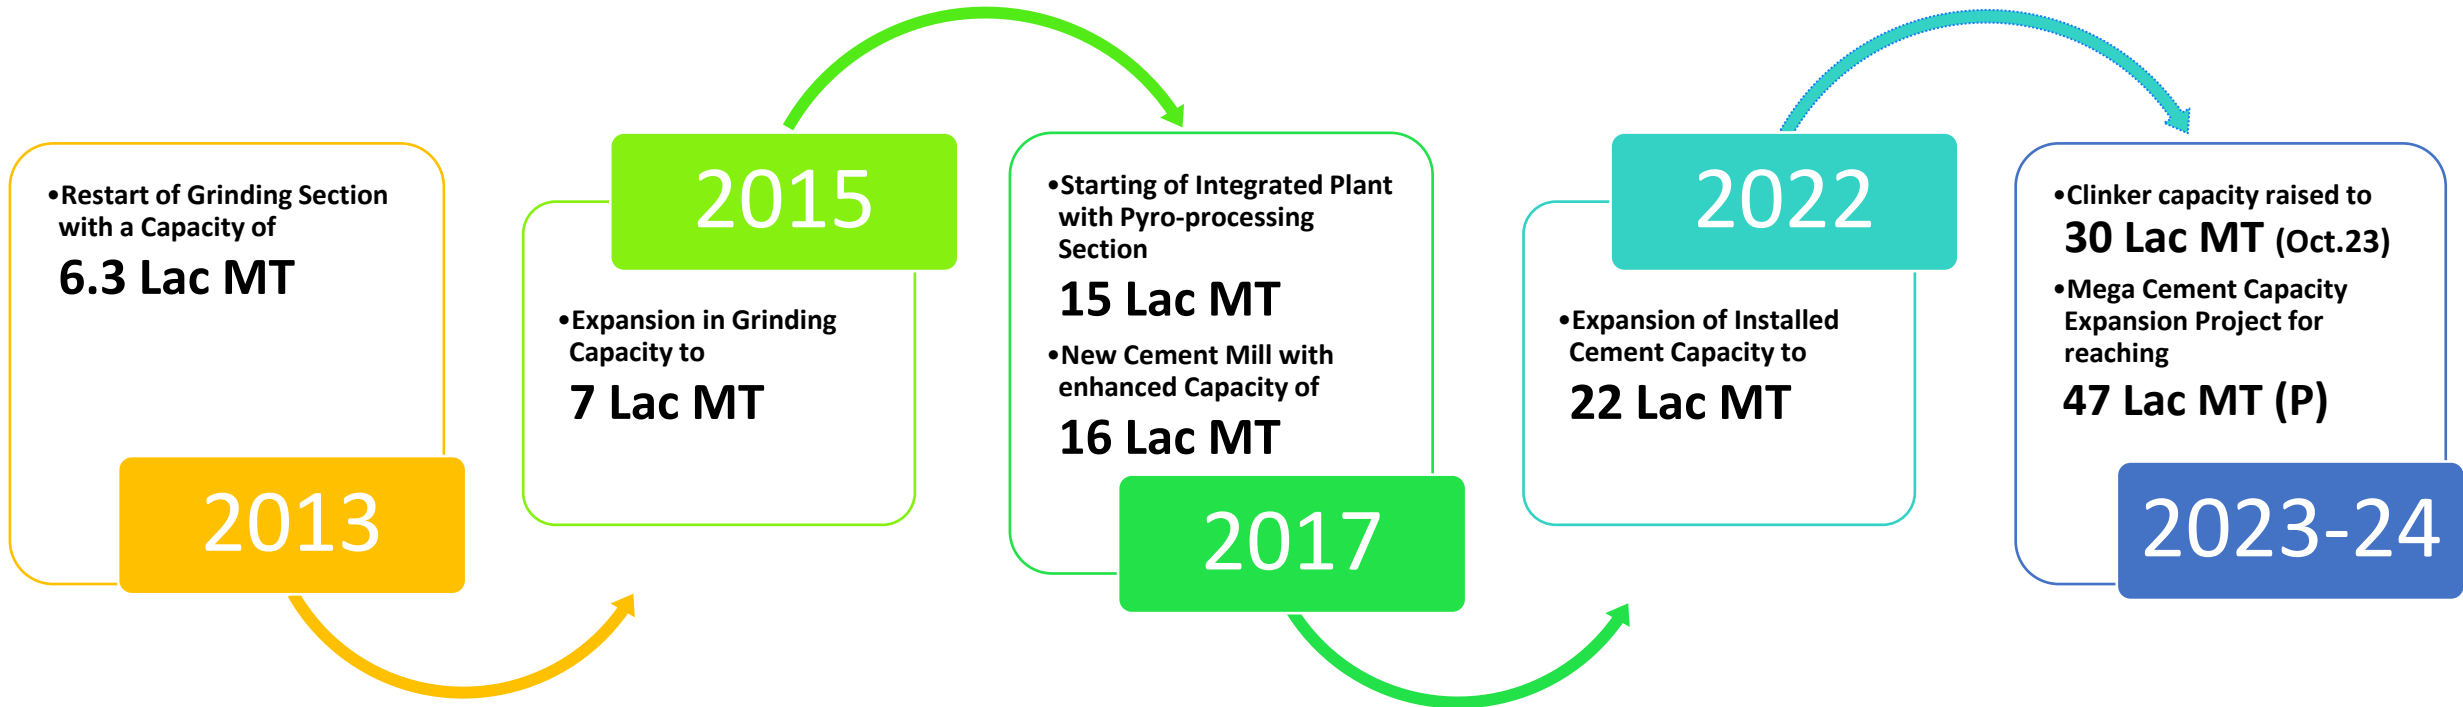 •Restart of Grinding Section
with a Capacity of
6.3 Lac MT
2013
2015
•Expansion in Grinding
Capacity to
7 Lac MT
•Starting of Integrated Plant
with Pyro-processing
Section
15 Lac MT
•New Cement Mill with
enhanced Capacity of
16 Lac MT
2017
2022
•Expansion of Installed
Cement Capacity to
22 Lac MT
•Clinker capacity raised to
30 Lac MT (Oct.23)
•Mega Cement Capacity
Expansion Project for
reaching
47 Lac MT (P)
2023-24